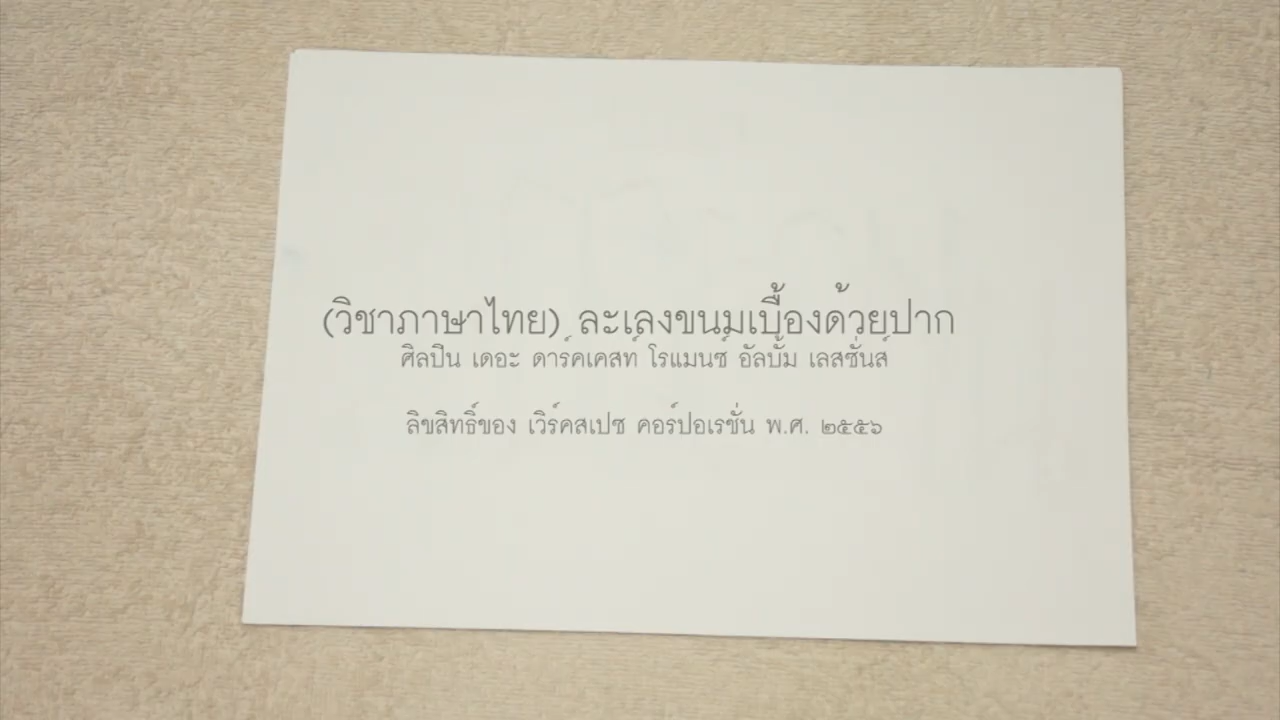 (วิชาภาษาไทย) ละเลงขนมเบื้องด้วยปาก
ศิลปิน เดอะ ดาร์คเคสท์ โรแมนซ์ อัลบั้ม เลสซั่นส์
ลิขสิทธิ์ของ เวิร์คสเปซ คอร์ปอเรชั่น พ.ศ. ๒๕๕๖